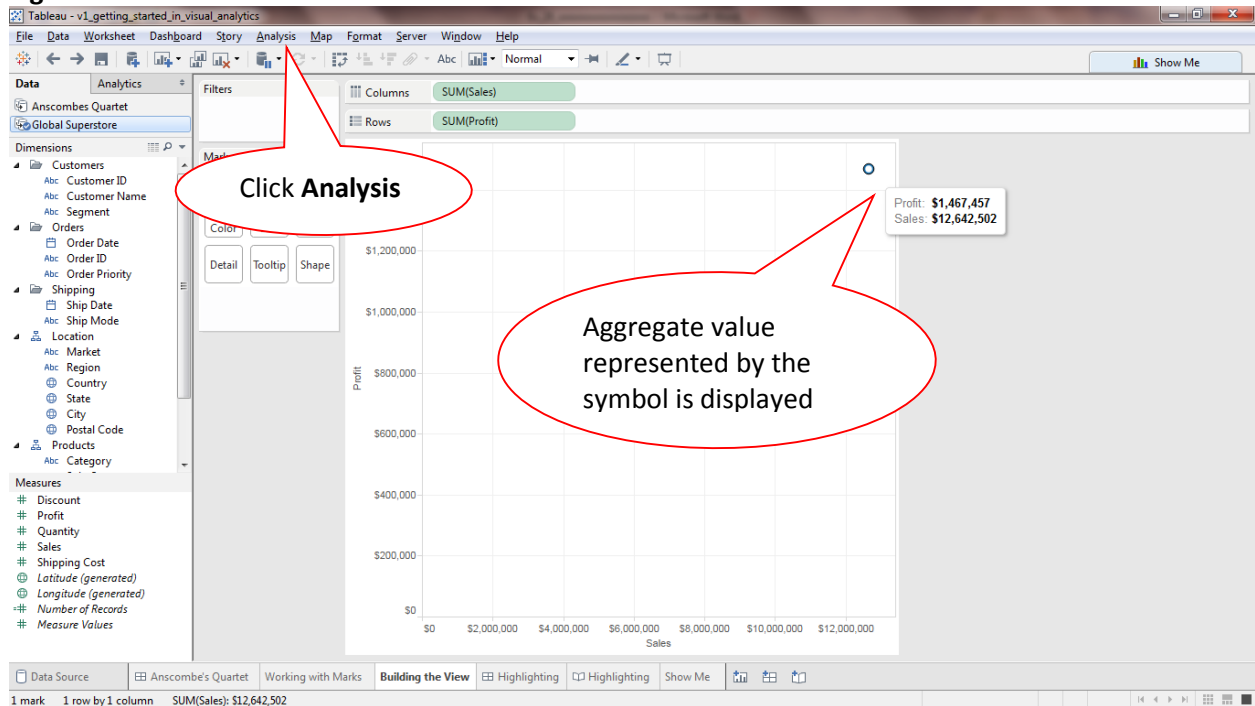 Tableau - v1_getting_started_in_visual_analytics
File Data Worksheet Dashboard Story Analysis Map Format Server Window Help
Abc Normal Show Me
Data Analytics
Anscombes Quartet
Global Superstore
Dimensions
Customers
Abc Customer ID
Abc Customer Name
Abc Segment
Orders
Order Date
Abc Order ID
Abc Order Priority
Shipping
Ship Date
Abc Ship Mode
Location
Abc Market
Abc Region
Country
State
City
Postal Code
Products
Abc Category
Measures
# Discount
# Profit
# Quantity
# Sales
# Shipping Cost
Latitude (generated)
Longitude (generated)
=# Number of Records
# Measure Values
Filters
Color
Detail Tooltip Shape
Columns SUM(Sales)
Rows SUM(Profit)
Click Analysis
Profit: $1,467,457
Sales: $12,642,502
Aggregate value
represented by the
symbol is displayed
$1,200,000
$1,000,000
$800,000
$600,000
$400,000
$200,000
$0
Profit
$0 $2,000,000 $4,000,000 $6,000,000 $8,000,000 $10,000,000 $12,000,000
Sales
Data Source Anscombe's Quartet Working with Marks Building the View Highlighting Highlighting Show Me
1 mark 1 row by 1 column SUM(Sales): $12,642,502